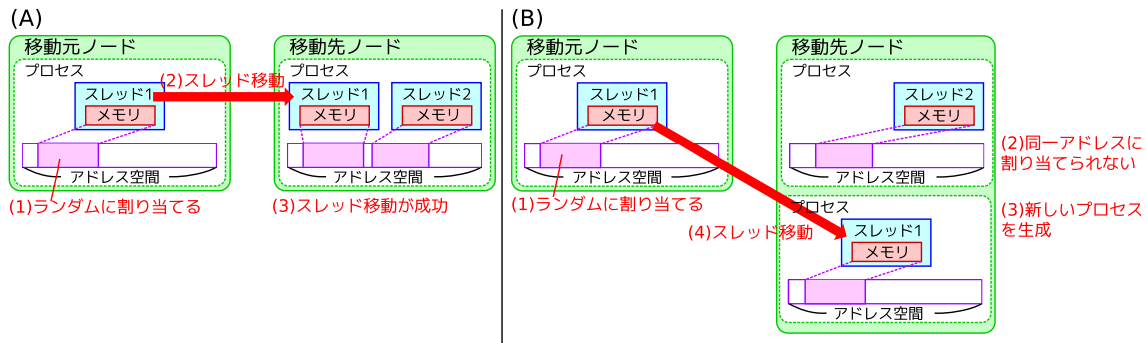 (A)
移動元ノード
プロセス
スレッド1
メモリ
アドレス空間
(1)ランダムに割り当てる
(2)スレッド移動
移動先ノード
プロセス
スレッド1
メモリ
スレッド2
メモリ
アドレス空間
(3)スレッド移動が成功
(B)
移動元ノード
プロセス
スレッド1
メモリ
アドレス空間
(1)ランダムに割り当てる
移動先ノード
プロセス
スレッド2
メモリ
アドレス空間
(2)同一アドレスに
割り当てられない
(3)新しいプロセス
を生成
(4)スレッド移動
プロセス
スレッド1
メモリ
アドレス空間